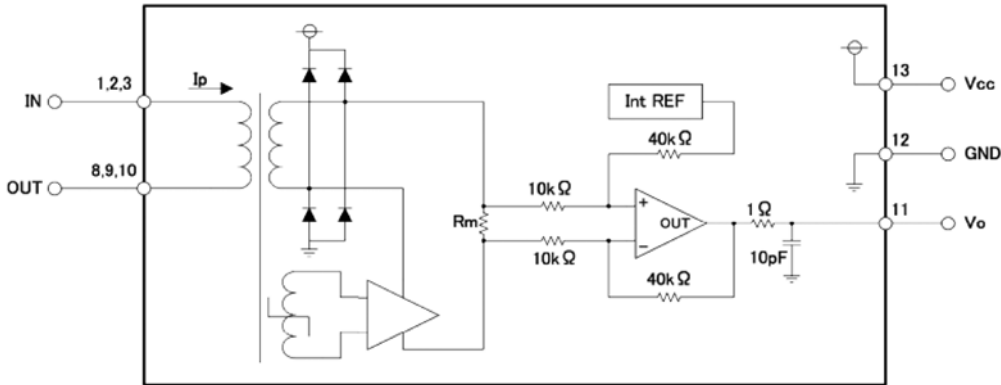 1,2,3
Ip
IN
8,9,10
OUT
Int REF
40kΩ
10kΩ
Rm
10kΩ
+
OUT
−
40kΩ
1Ω
10pF
13
Vcc
12
GND
11
Vo